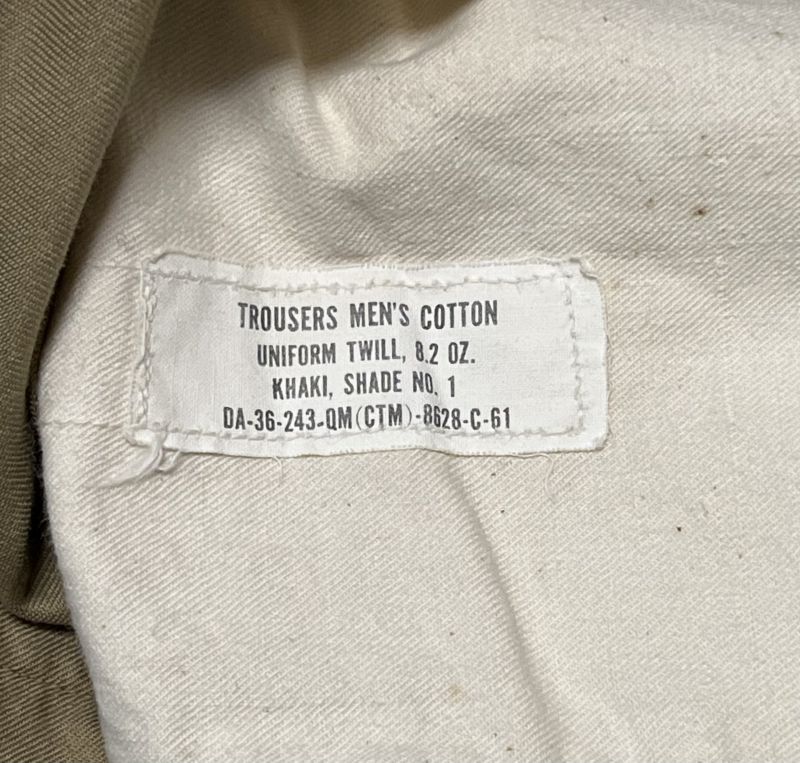 TROUSERS MEN'S COTTON
UNIFORM TWILL, 8.2 OZ.
KHAKI, SHADE NO. 1
DA-36-243-QM(CTM)-8628-C-61